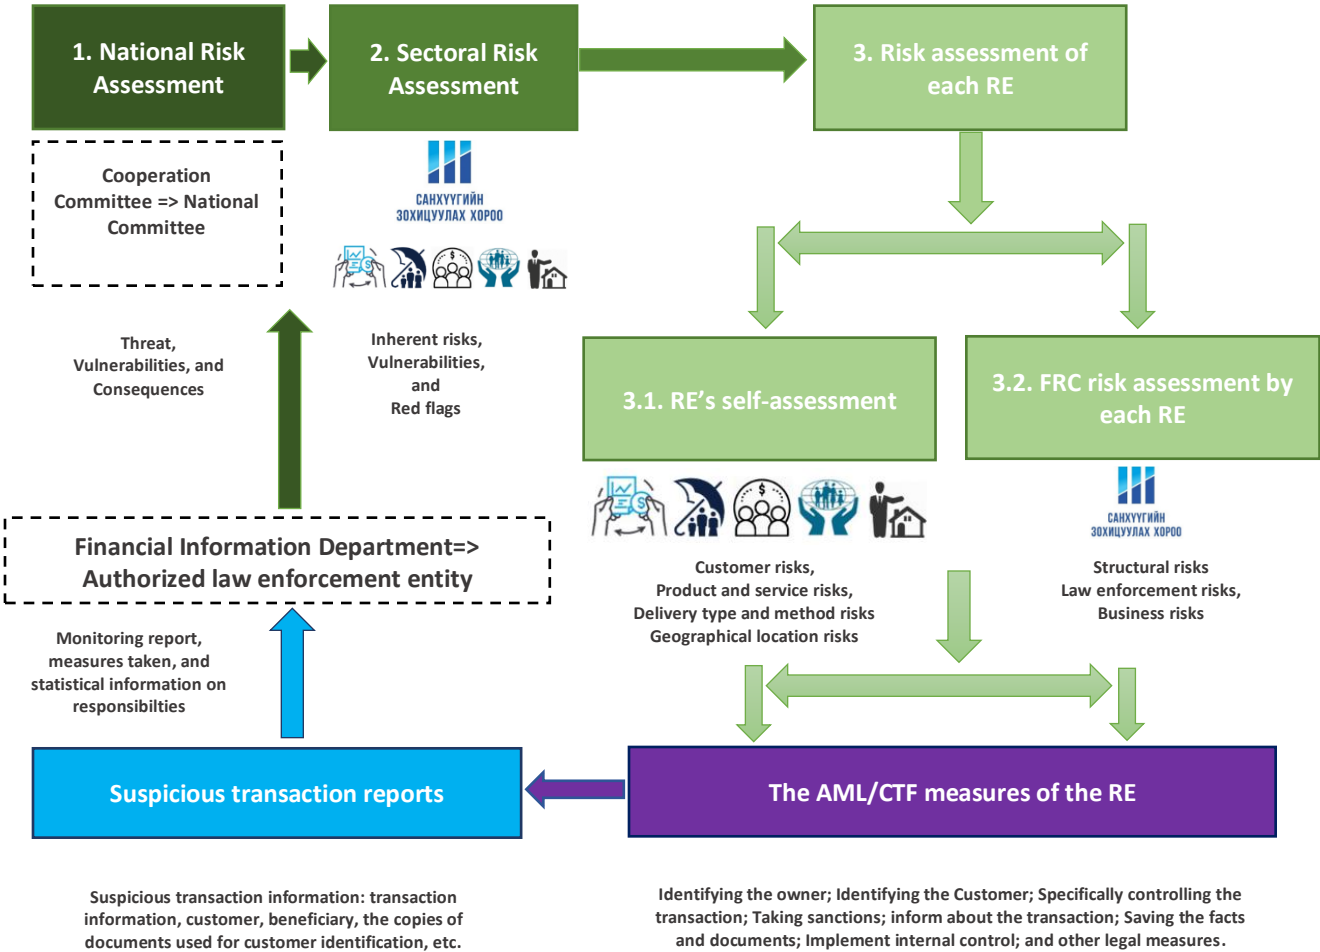 1. National Risk
Assessment
2. Sectoral Risk
Assessment
3. Risk assessment of
each RE
Cooperation
Committee => National
Committee
САНХҮҮГИЙН
ЗОХИЦУУЛАХ ХОРОО
Threat,
Vulnerabilities, and
Consequences
Inherent risks,
Vulnerabilities,
and
Red flags
3.1. RE's self-assessment
3.2. FRC risk assessment by
each RE
САНХҮҮГИЙН
ЗОХИЦУУЛАХ ХОРОО
Financial Information Department=>
Authorized law enforcement entity
Customer risks,
Product and service risks,
Delivery type and method risks
Geographical location risks
Structural risks
Law enforcement risks,
Business risks
Monitoring report,
measures taken, and
statistical information on
responsibilties
Suspicious transaction reports
The AML/CTF measures of the RE
Suspicious transaction information: transaction
information, customer, beneficiary, the copies of
documents used for customer identification, etc.
Identifying the owner; Identifying the Customer; Specifically controlling the
transaction; Taking sanctions; inform about the transaction; Saving the facts
and documents; Implement internal control; and other legal measures.